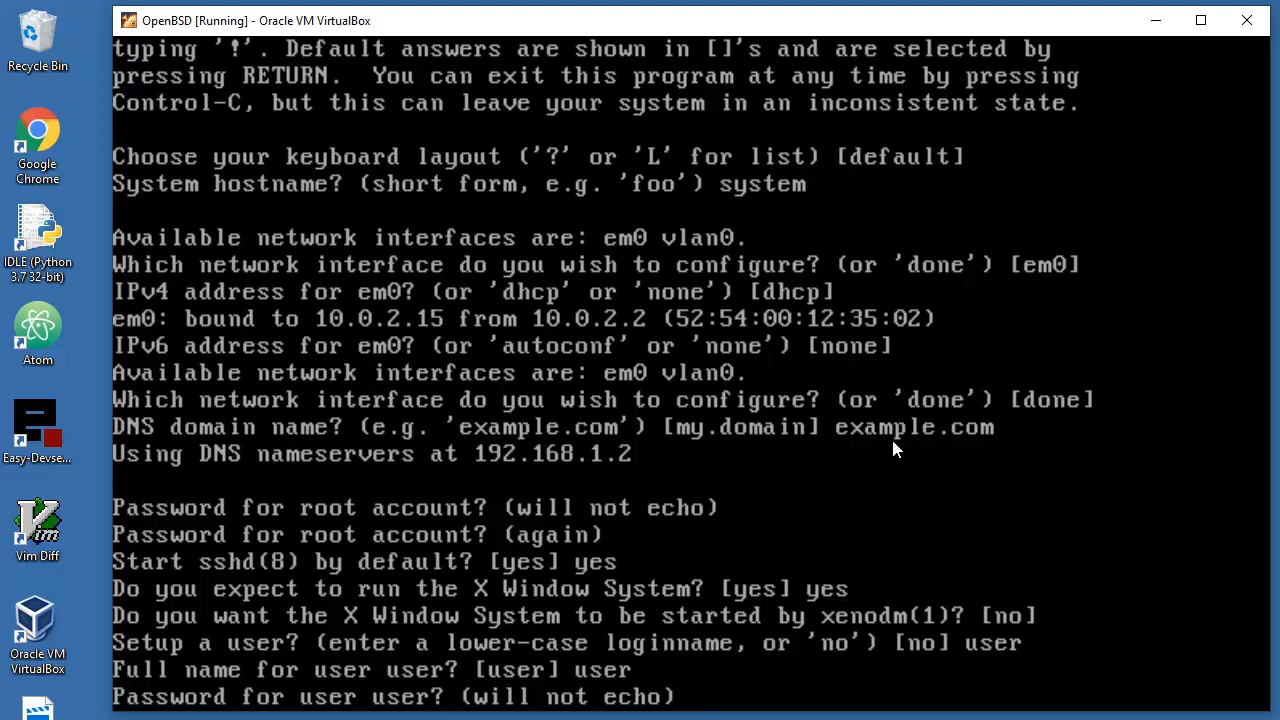 OpenBSD [Running] - Oracle VM VirtualBox
Recycle Bin
Google
Chrome
IDLE (Python
3.7 32-bit)
Atom
Easy-Devse...
Vim Diff
Oracle VM
VirtualBox
typing '!'. Default answers are shown in []'s and are selected by
pressing RETURN.  You can exit this program at any time by pressing
Control-C, but this can leave your system in an inconsistent state.
Choose your keyboard layout ('?' or 'L' for list) [default]
System hostname? (short form, e.g. 'foo') system
Available network interfaces are: em0 vlan0.
Which network interface do you wish to configure? (or 'done') [em0]
IPv4 address for em0? (or 'dhcp' or 'none') [dhcp]
em0: bound to 10.0.2.15 from 10.0.2.2 (52:54:00:12:35:02)
IPv6 address for em0? (or 'autoconf' or 'none') [none]
Available network interfaces are: em0 vlan0.
Which network interface do you wish to configure? (or 'done') [done]
DNS domain name? (e.g. 'example.com') [my.domain] example.com
Using DNS nameservers at 192.168.1.2
Password for root account? (will not echo)
Password for root account? (again)
Start sshd(8) by default? [yes] yes
Do you expect to run the X Window System? [yes] yes
Do you want the X Window System to be started by xenodm(1)? [no]
Setup a user? (enter a lower-case loginname, or 'no') [no] user
Full name for user user? [user] user
Password for user user? (will not echo)